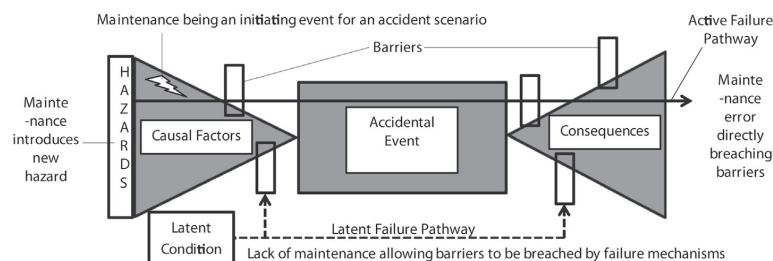 Maintenance being an initiating event for an accident scenario
Barriers
Active Failure
Pathway
HAZARDS
Mainte
-nance
introduces
new
hazard
Causal Factors
Accidental
Event
Consequences
Mainte
-nance
error
directly
breaching
barriers
Latent
Condition
Latent Failure Pathway
Lack of maintenance allowing barriers to be breached by failure mechanisms